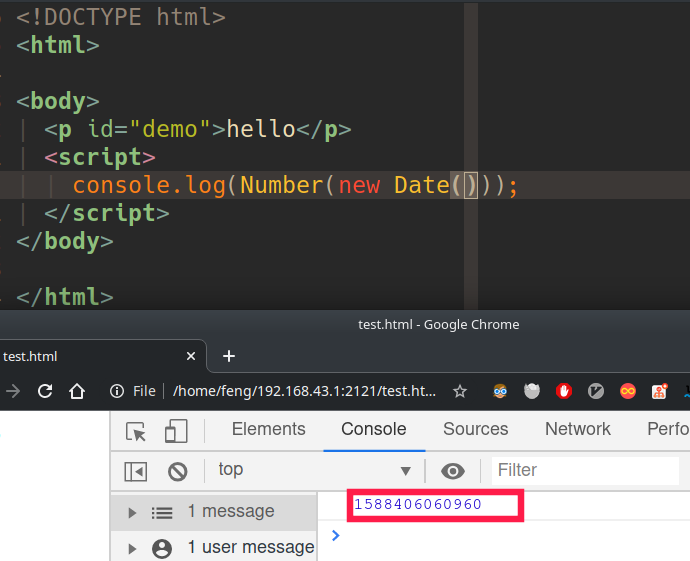 <!DOCTYPE html>
<html>
<body>
<p id="demo">hello</p>
<script>
console.log(Number(new Date()));
</script>
</body>
</html>
test.html - Google Chrome
test.html
File
/home/feng/192.168.43.1:2121/test.ht...
Elements Console Sources Network Perfo
top
Filter
1 message
1588406060960
1 user message